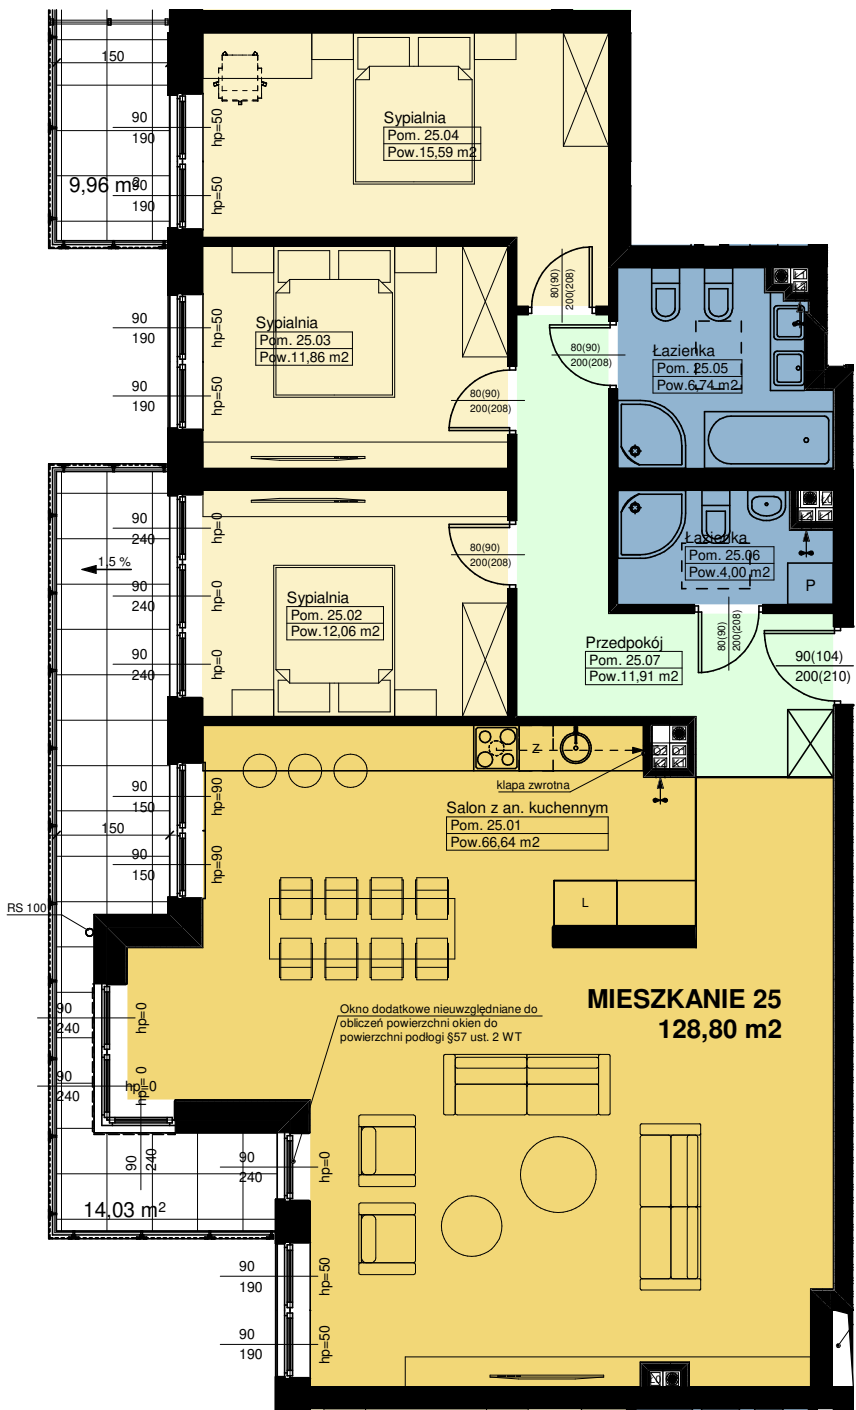 150
90
190
hp=50
9,96 m²
90
190
hp=50
Sypialnia
Pom. 25.04
Pow.15,59 m2
80(90)
200(208)
90
190
hp=50
90
190
hp=50
Sypialnia
Pom. 25.03
Pow.11,86 m2
80(90)
200(208)
80(90)
200(208)
Łazienka
Pom. 25.05
Pow.6,74 m2
90
240
hp=0
1,5 %
90
240
hp=0
90
240
hp=0
Sypialnia
Pom. 25.02
Pow.12,06 m2
80(90)
200(208)
Łazienka
Pom. 25.06
Pow.4,00 m2
P
80(90)
200(208)
Przedpokój
Pom. 25.07
Pow.11,91 m2
90(104)
200(210)
Z
klapa zwrotna
90
150
hp=90
150
90
150
hp=90
Salon z an. kuchennym
Pom. 25.01
Pow.66,64 m2
L
RS 100
MIESZKANIE 25
128,80 m2
Okno dodatkowe nieuwzględniane do
obliczeń powierzchni okien do
powierzchni podłogi §57 ust. 2 WT
90
240
hp=0
90
240
hp=0
hp=0
90
240
90
240
hp=0
14,03 m²
90
190
hp=50
90
190
hp=50